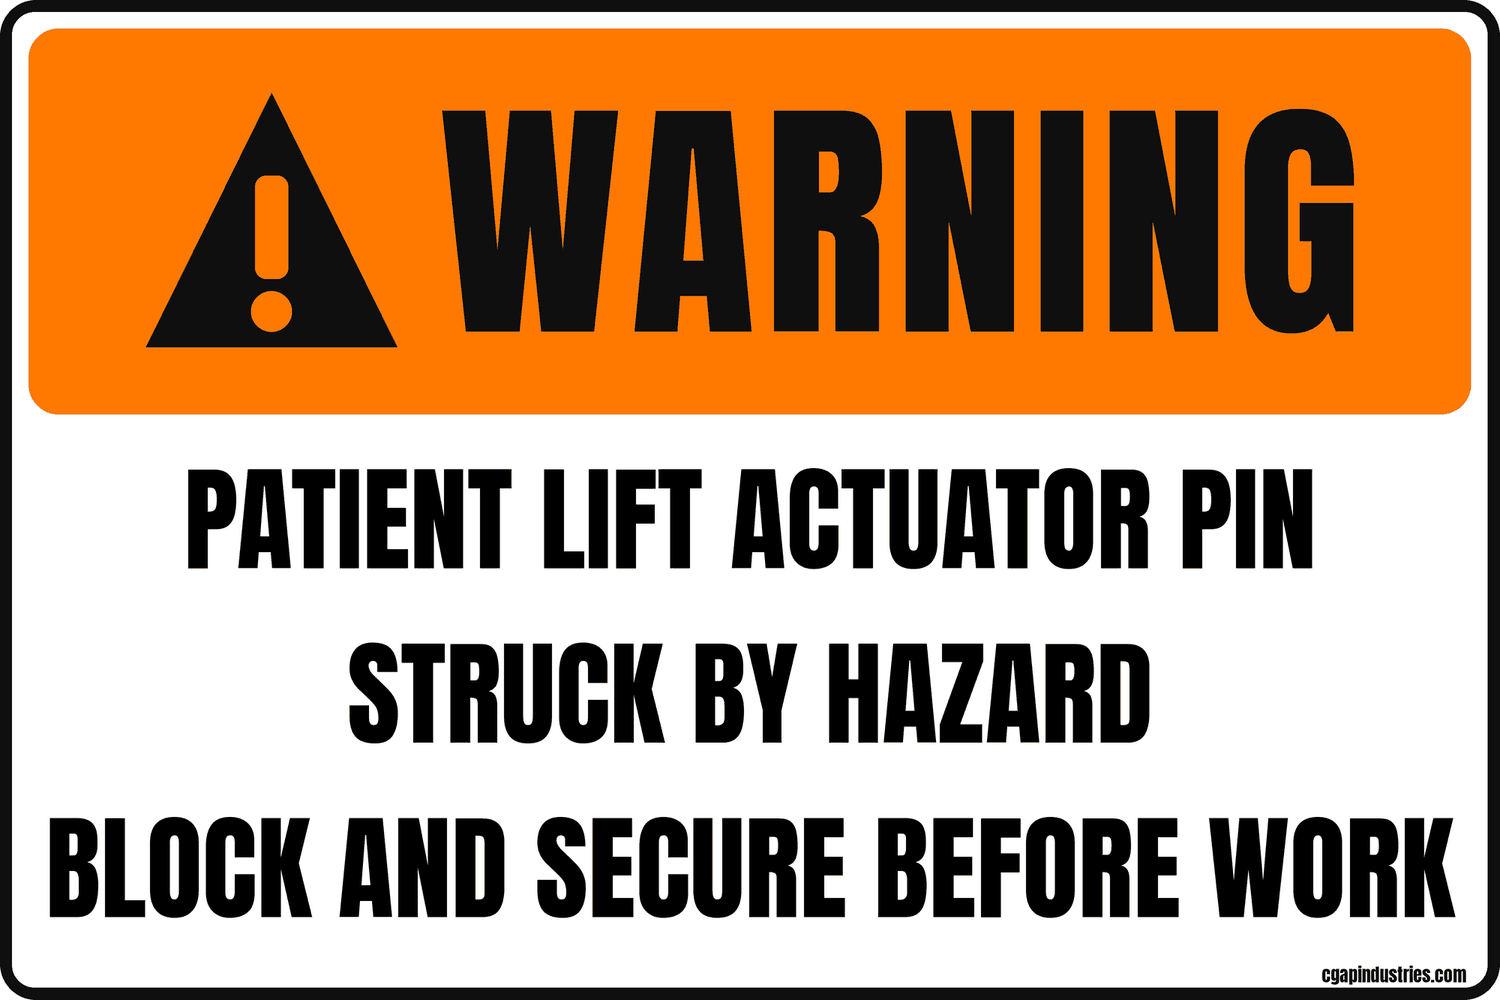 WARNING
PATIENT LIFT ACTUATOR PIN
STRUCK BY HAZARD
BLOCK AND SECURE BEFORE WORK
cgapindustries.com